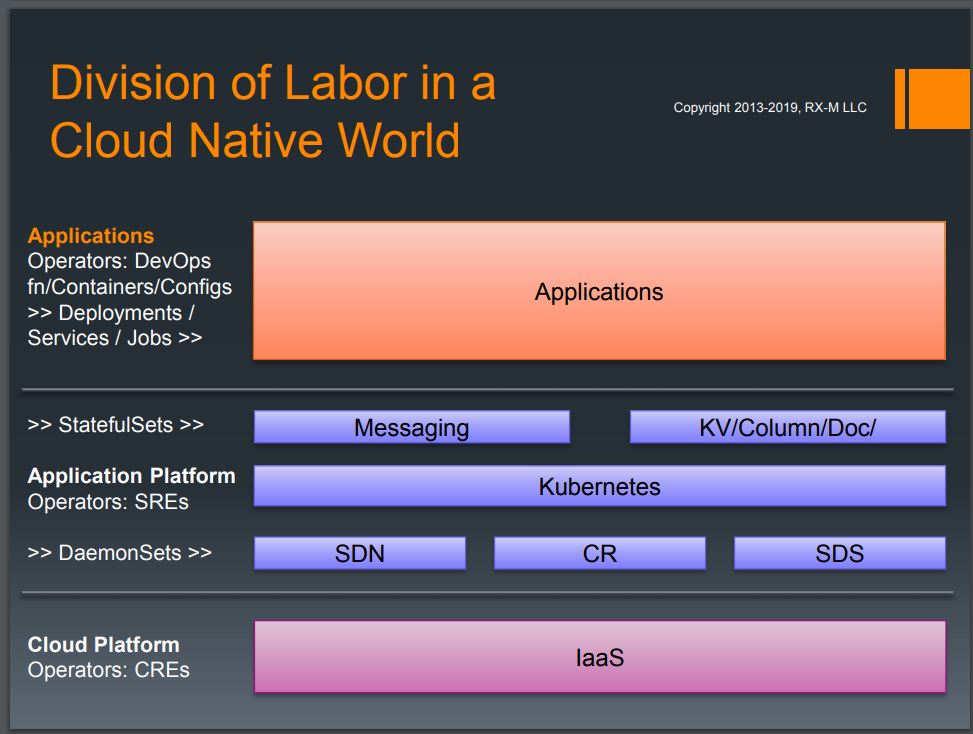 Division of Labor in a
Cloud Native World
Copyright 2013-2019, RX-M LLC
Applications
Operators: DevOps
fn/Containers/Configs
>> Deployments /
Services / Jobs >>
Applications
>> StatefulSets >>
Messaging
KV/Column/Doc/
Application Platform
Operators: SREs
Kubernetes
>> DaemonSets >>
SDN
CR
SDS
Cloud Platform
Operators: CREs
IaaS